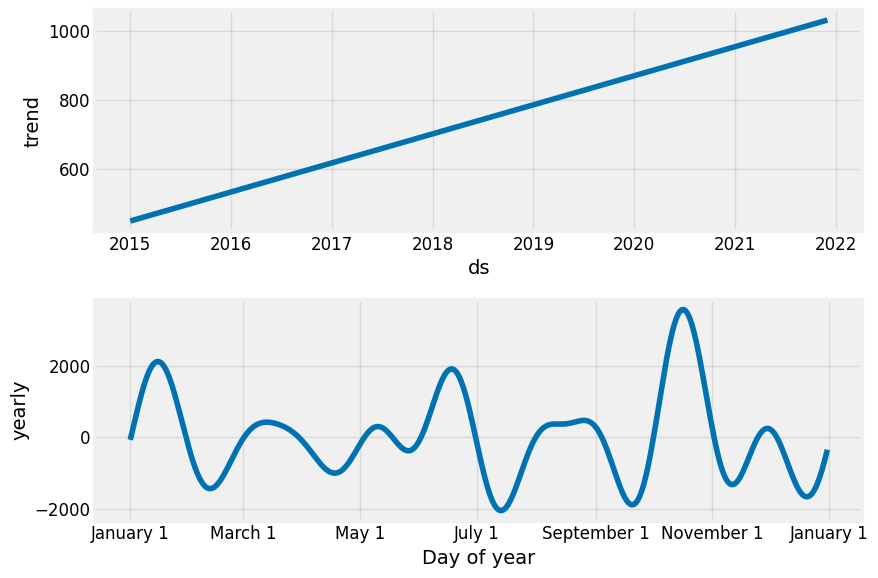 trend
1000
800
600
2015 2016 2017 2018 2019 2020 2021 2022
ds
yearly
2000
0
−2000
January 1 March 1 May 1 July 1 September 1 November 1 January 1
Day of year